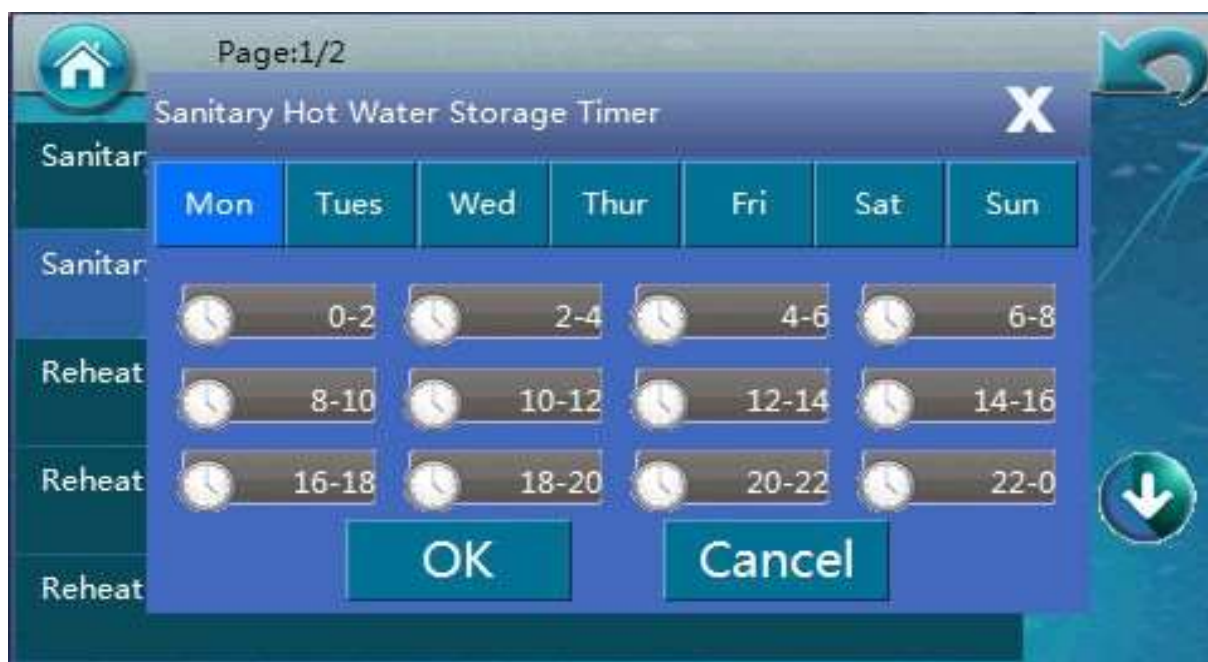 Page:1/2
Sanitary Hot Water Storage Timer X
Sanitar
Mon Tues Wed Thur Fri Sat Sun
Sanitar
0-2 2-4 4-6 6-8
Reheat
8-10 10-12 12-14 14-16
Reheat
16-18 18-20 20-22 22-0
OK Cancel
Reheat